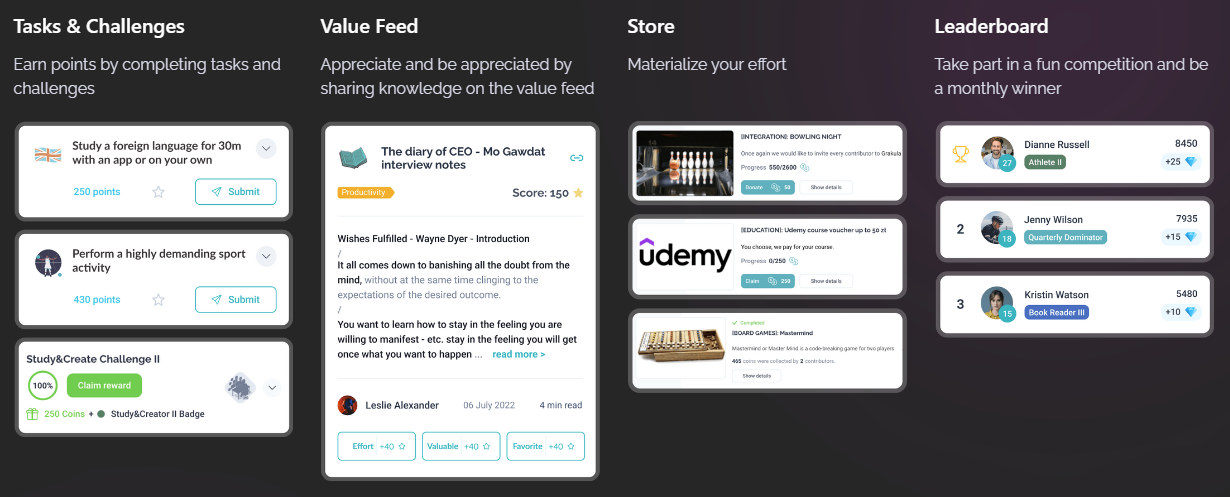 Tasks & Challenges
Earn points by completing tasks and
challenges
Study a foreign language for 30m
with an app or on your own
250 points
Submit
Perform a highly demanding sport
activity
430 points
Submit
Study&Create Challenge II
100%
Claim reward
250 Coins + Study&Creator II Badge
Value Feed
Appreciate and be appreciated by
sharing knowledge on the value feed
The diary of CEO - Mo Gawdat
interview notes
Productivity
Score: 150
Wishes Fulfilled - Wayne Dyer - Introduction
/
It all comes down to banishing all the doubt from the
mind, without at the same time clinging to the
expectations of the desired outcome.
/
You want to learn how to stay in the feeling you are
willing to manifest - etc. stay in the feeling you will get
once what you want to happen ... read more >
Leslie Alexander
06 July 2022
4 min read
Effort +40
Valuable +40
Favorite +40
Store
Materialize your effort
[INTEGRATION]: BOWLING NIGHT
Once again we would like to invite every contributor to Grakula
Progress 550/2600
Donate 50
Show details
ûdemy
[EDUCATION]: Udemy course voucher up to 50 zł
You choose, we pay for your course.
Progress 0/250
Claim 250
Show details
Completed
[BOARD GAMES]: Mastermind
Mastermind or Master Mind is a code-breaking game for two players
465 coins were collected by 2 contributors.
Show details
Leaderboard
Take part in a fun competition and be
a monthly winner
27
Dianne Russell
Athlete II
8450
+25
2
18
Jenny Wilson
Quarterly Dominator
7935
+15
3
15
Kristin Watson
Book Reader III
5480
+10